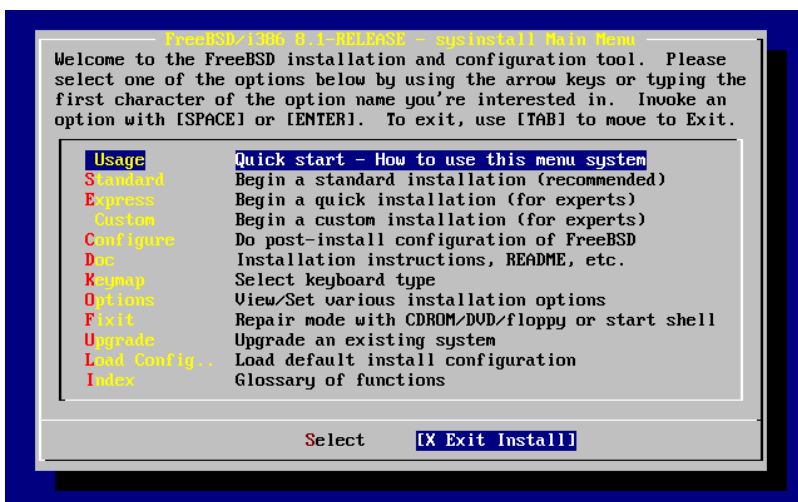 FreeBSD/i386 8.1-RELEASE - sysinstall Main Menu
Welcome to the FreeBSD installation and configuration tool.  Please
select one of the options below by using the arrow keys or typing the
first character of the option name you're interested in.  Invoke an
option with [SPACE] or [ENTER].  To exit, use [TAB] to move to Exit.
Usage Quick start - How to use this menu system
Standard Begin a standard installation (recommended)
Express Begin a quick installation (for experts)
Custom Begin a custom installation (for experts)
Configure Do post-install configuration of FreeBSD
Doc Installation instructions, README, etc.
Keymap Select keyboard type
Options View/Set various installation options
Fixit Repair mode with CDROM/DVD/floppy or start shell
Upgrade Upgrade an existing system
Load Config.. Load default install configuration
Index Glossary of functions
Select [X Exit Install]